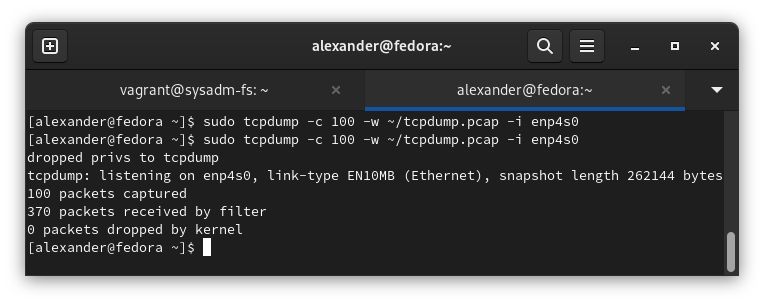 alexander@fedora:~
vagrant@sysadm-fs: ~
alexander@fedora:~
[alexander@fedora ~]$ sudo tcpdump -c 100 -w ~/tcpdump.pcap -i enp4s0
[alexander@fedora ~]$ sudo tcpdump -c 100 -w ~/tcpdump.pcap -i enp4s0
dropped privs to tcpdump
tcpdump: listening on enp4s0, link-type EN10MB (Ethernet), snapshot length 262144 bytes
100 packets captured
370 packets received by filter
0 packets dropped by kernel
[alexander@fedora ~]$